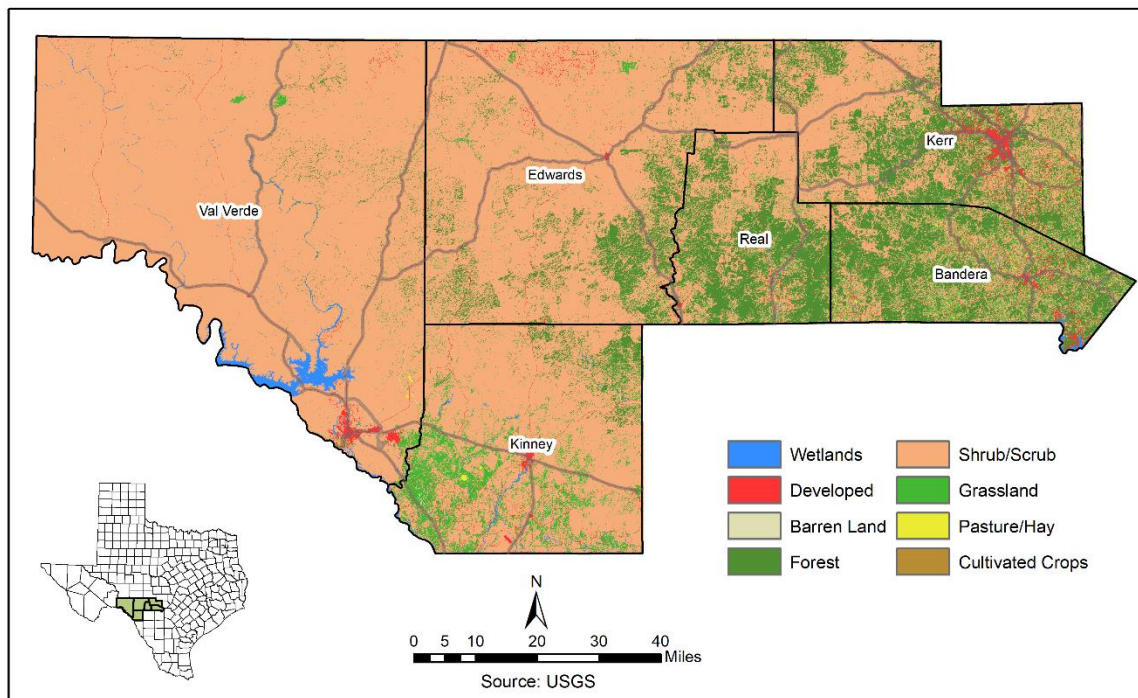 Kerr
Edwards
Val Verde
Real
Bandera
Kinney
Wetlands
Developed
Barren Land
Forest
Shrub/Scrub
Grassland
Pasture/Hay
Cultivated Crops
N
0 5 10 20 30 40
Miles
Source: USGS